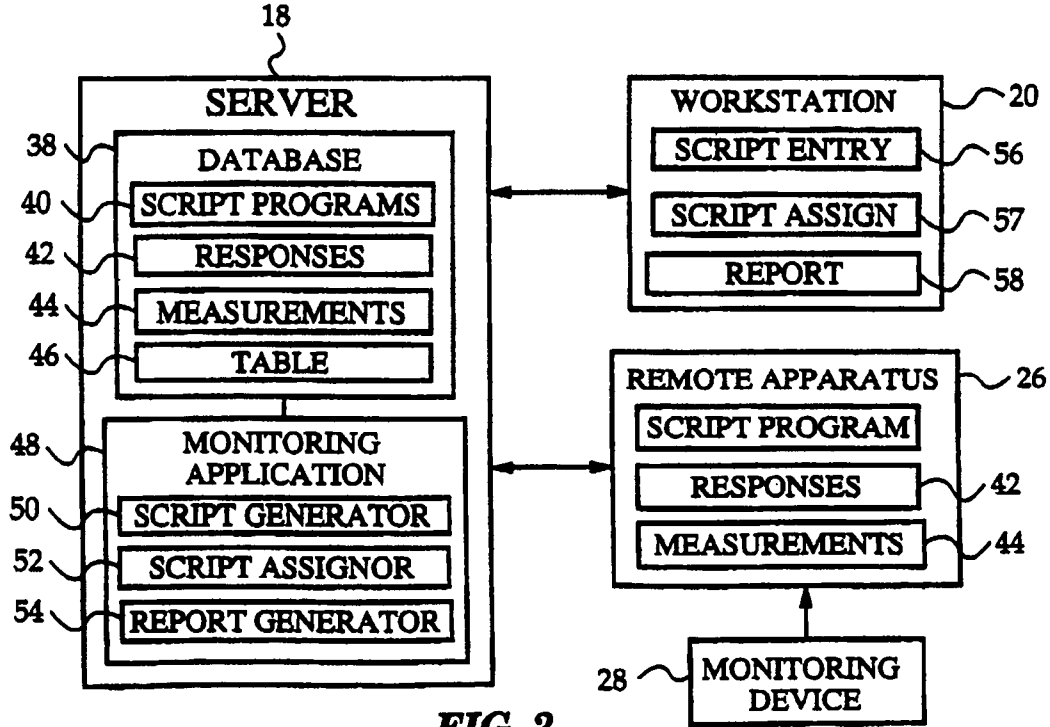 18
SERVER
38
DATABASE
40
SCRIPT PROGRAMS
42
RESPONSES
44
MEASUREMENTS
46
TABLE
48
MONITORING
APPLICATION
50
SCRIPT GENERATOR
52
SCRIPT ASSIGNOR
54
REPORT GENERATOR
WORKSTATION
20
SCRIPT ENTRY
56
SCRIPT ASSIGN
57
REPORT
58
REMOTE APPARATUS
26
SCRIPT PROGRAM
RESPONSES
42
MEASUREMENTS
44
28
MONITORING
DEVICE
FIG. 2